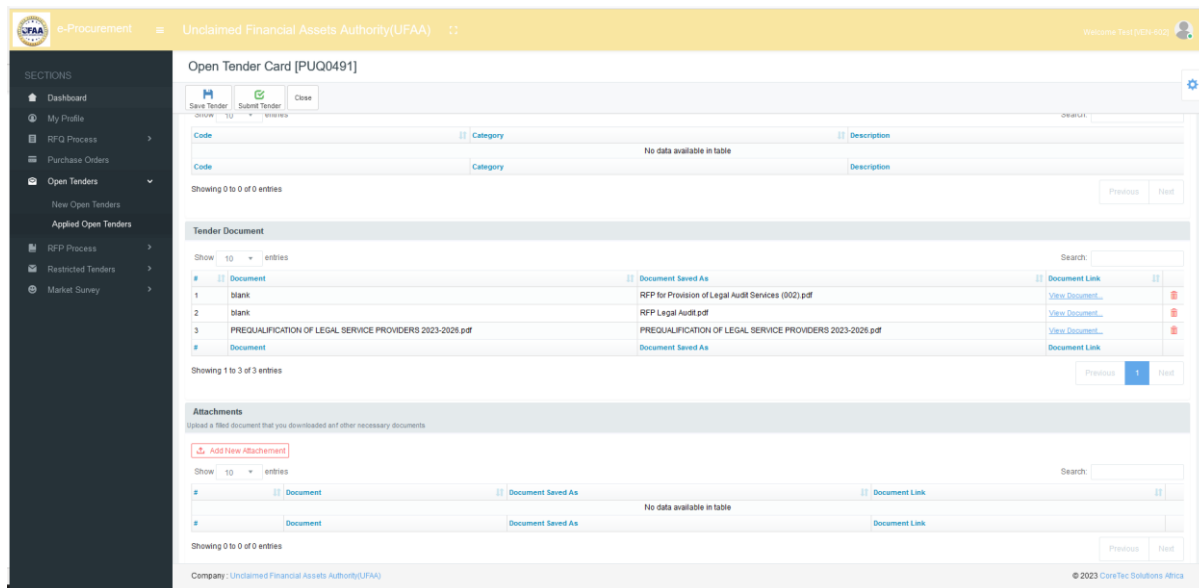 UFAA e-Procurement Unclaimed Financial Assets Authority(UFAA) Welcome Test [VEN-N02]
SECTIONS
Dashboard
My Profile
RFQ Process
Purchase Orders
Open Tenders
New Open Tenders
Applied Open Tenders
RFP Process
Restricted Tenders
Market Survey
Open Tender Card [PUQ0491]
Save Tender Submit Tender Close
Show 10 entries Search:
Code Category Description
No data available in table
Code Category Description
Showing 0 to 0 of 0 entries Previous Next
Tender Document
Show 10 entries Search:
# Document Document Saved As Document Link
1 blank RFP for Provision of Legal Audit Services (002).pdf View Document...
2 blank RFP Legal Audit.pdf View Document...
3 PREQUALIFICATION OF LEGAL SERVICE PROVIDERS 2023-2026.pdf PREQUALIFICATION OF LEGAL SERVICE PROVIDERS 2023-2026.pdf View Document...
# Document Document Saved As Document Link
Showing 1 to 3 of 3 entries Previous 1 Next
Attachments
Upload a filled document that you downloaded anf other necessary documents
Add New Attachement
Show 10 entries Search:
# Document Document Saved As Document Link
No data available in table
# Document Document Saved As Document Link
Showing 0 to 0 of 0 entries Previous Next
Company : Unclaimed Financial Assets Authority(UFAA) © 2023 CoreTec Solutions Africa